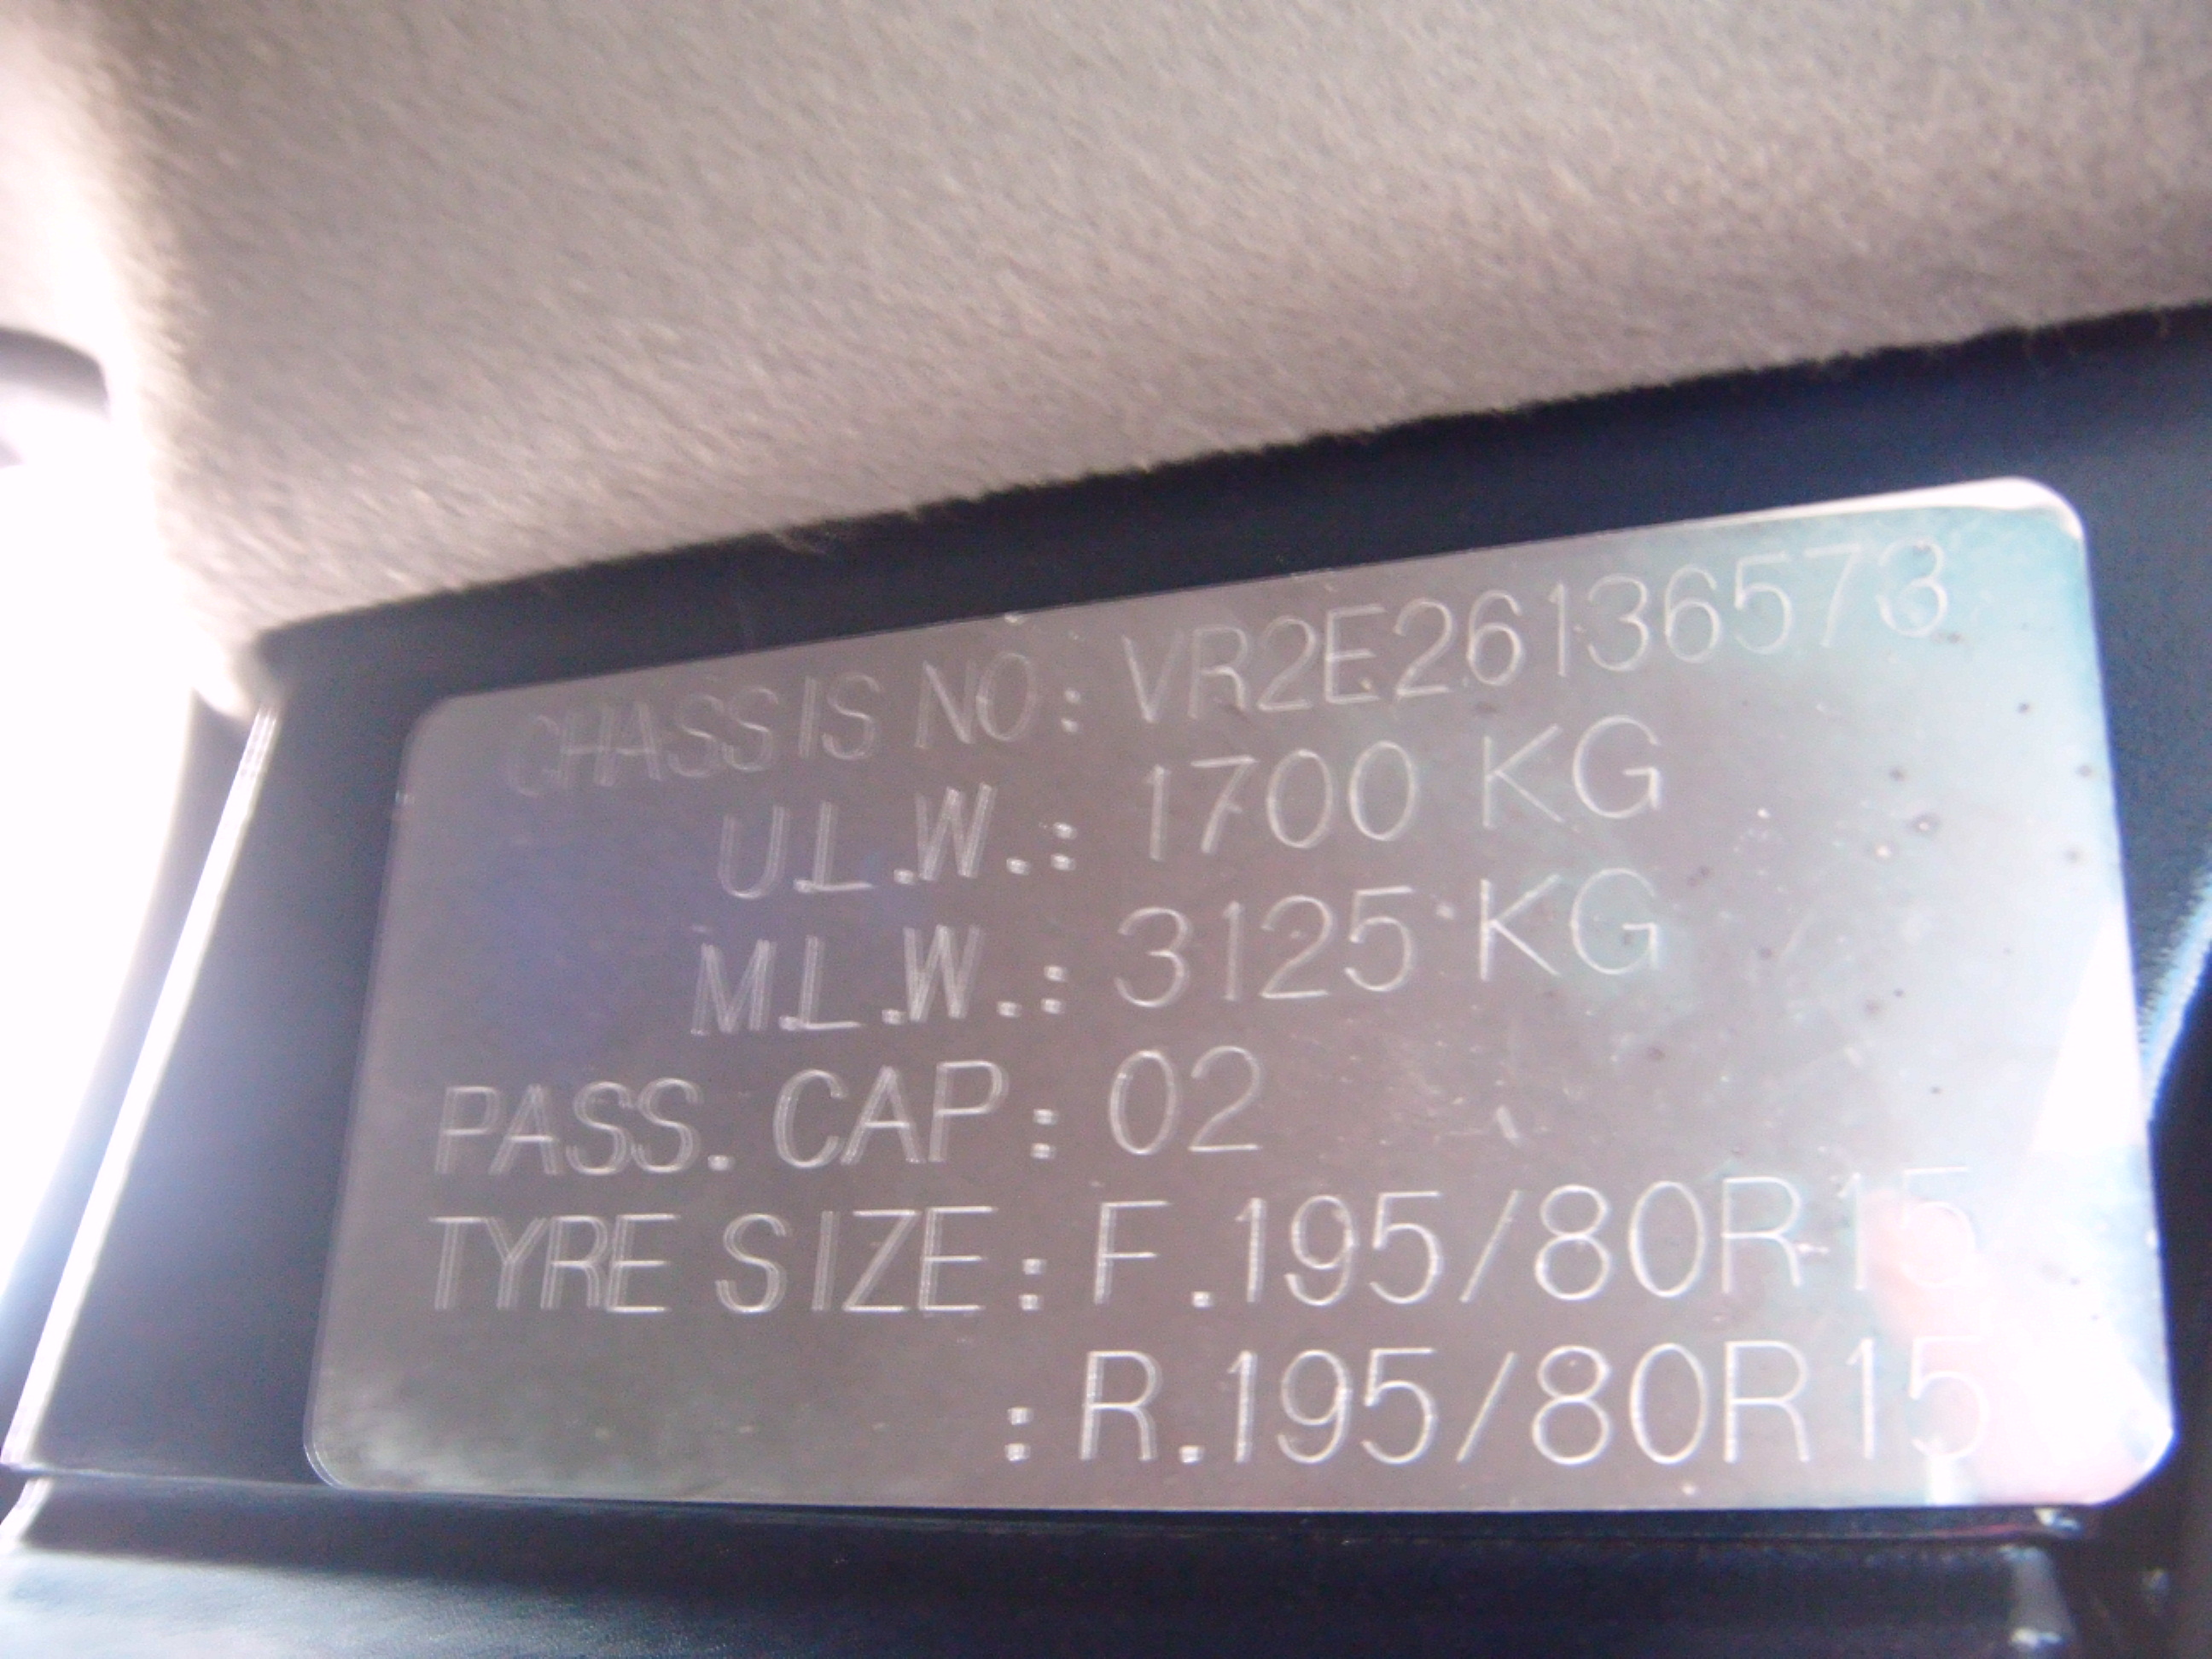 CHASSIS NO: VR2E26136573
U.L.W.: 1700 KG
M.L.W.: 3125 KG
PASS. CAP: 02
TYRE SIZE: F.195/80R15
: R.195/80R15